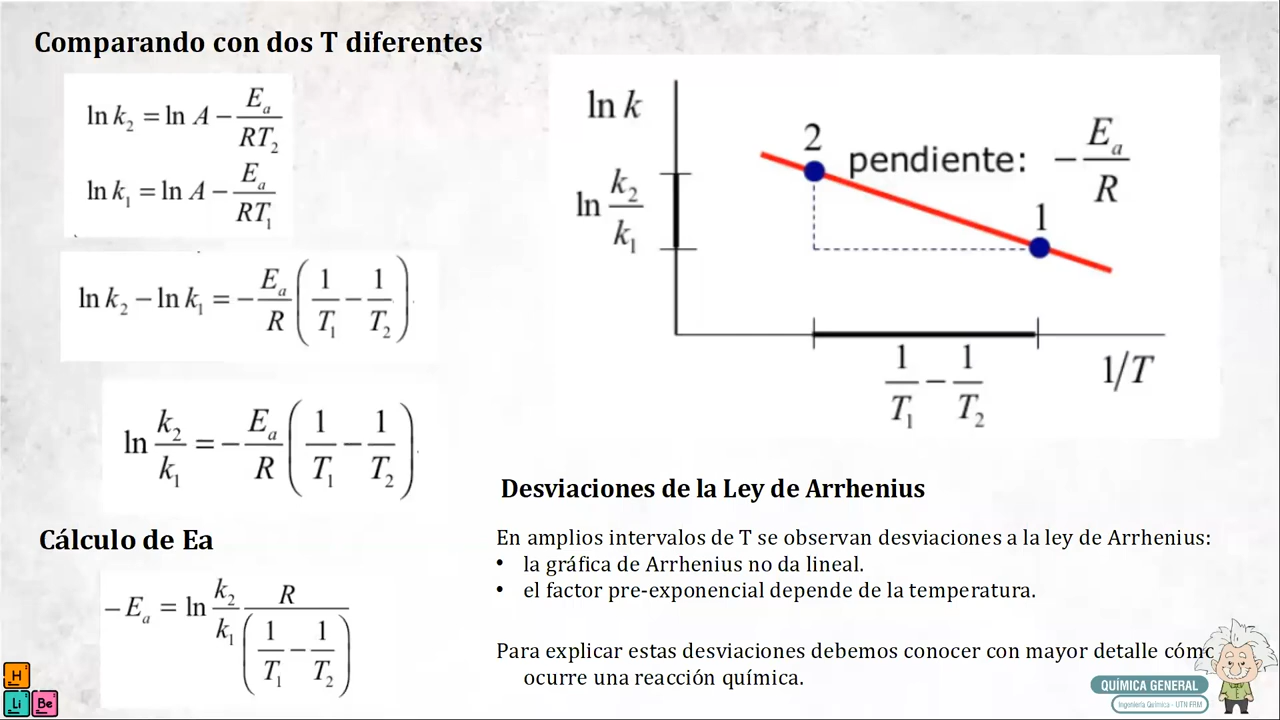 Comparando con dos T diferentes
ln k₂ = ln A − Eₐ/RT₂
ln k₁ = ln A − Eₐ/RT₁
ln k₂ − ln k₁ = −Eₐ/R (1/T₁ − 1/T₂)
ln k₂/k₁ = −Eₐ/R (1/T₁ − 1/T₂)
Cálculo de Ea
−Eₐ = ln k₂/k₁ R/(1/T₁ − 1/T₂)
ln k
2
pendiente: −Eₐ/R
ln k₂/k₁
1
1/T₁ − 1/T₂
1/T
Desviaciones de la Ley de Arrhenius
En amplios intervalos de T se observan desviaciones a la ley de Arrhenius:
• la gráfica de Arrhenius no da lineal.
• el factor pre-exponencial depende de la temperatura.
Para explicar estas desviaciones debemos conocer con mayor detalle cómo
ocurre una reacción química.
H
Li Be
QUÍMICA GENERAL
Ingeniería Química - UTN FRM